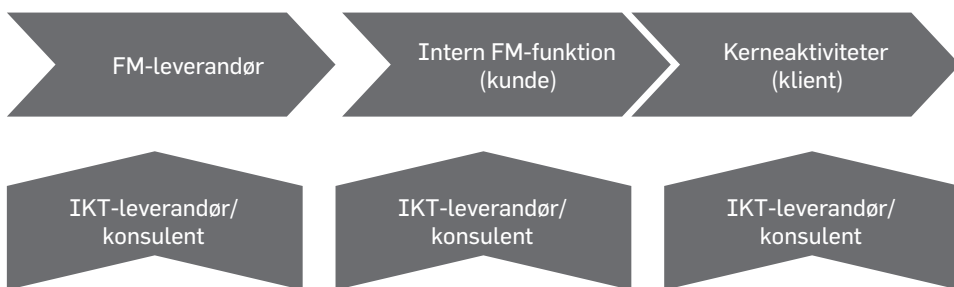 FM-leverandør
Intern FM-funktion
(kunde)
Kerneaktiviteter
(klient)
IKT-leverandør/
konsulent
IKT-leverandør/
konsulent
IKT-leverandør/
konsulent